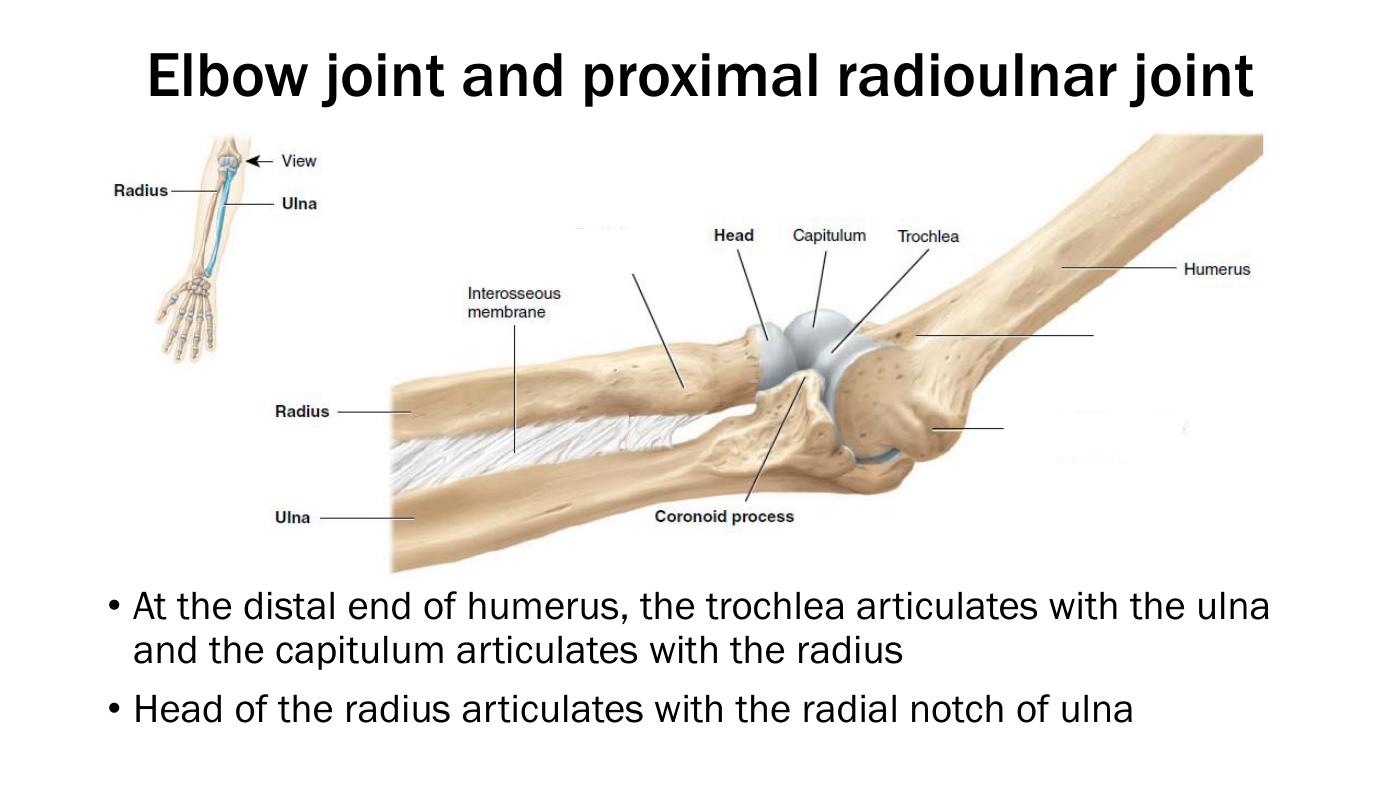 Elbow joint and proximal radioulnar joint
View
Radius
Ulna
Head
Capitulum
Trochlea
Humerus
Interosseous
membrane
Radius
Ulna
Coronoid process
• At the distal end of humerus, the trochlea articulates with the ulna
and the capitulum articulates with the radius
• Head of the radius articulates with the radial notch of ulna